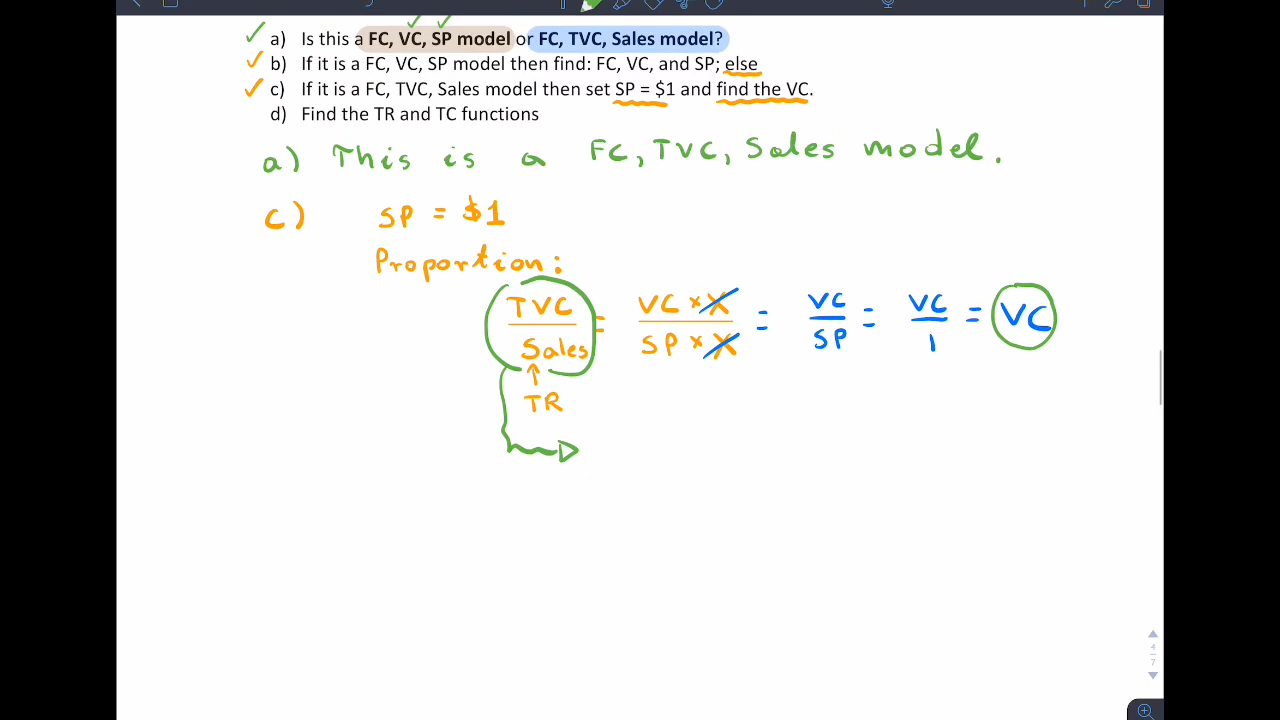 a) Is this a FC, VC, SP model or FC, TVC, Sales model?
b) If it is a FC, VC, SP model then find: FC, VC, and SP; else
c) If it is a FC, TVC, Sales model then set SP = $1 and find the VC.
d) Find the TR and TC functions
a) This is a FC, TVC, Sales model.
c) SP = $1
Proportion:
TVC / Sales = VC × X / SP × X = VC / SP = VC / 1 = VC
↑
TR
4
7